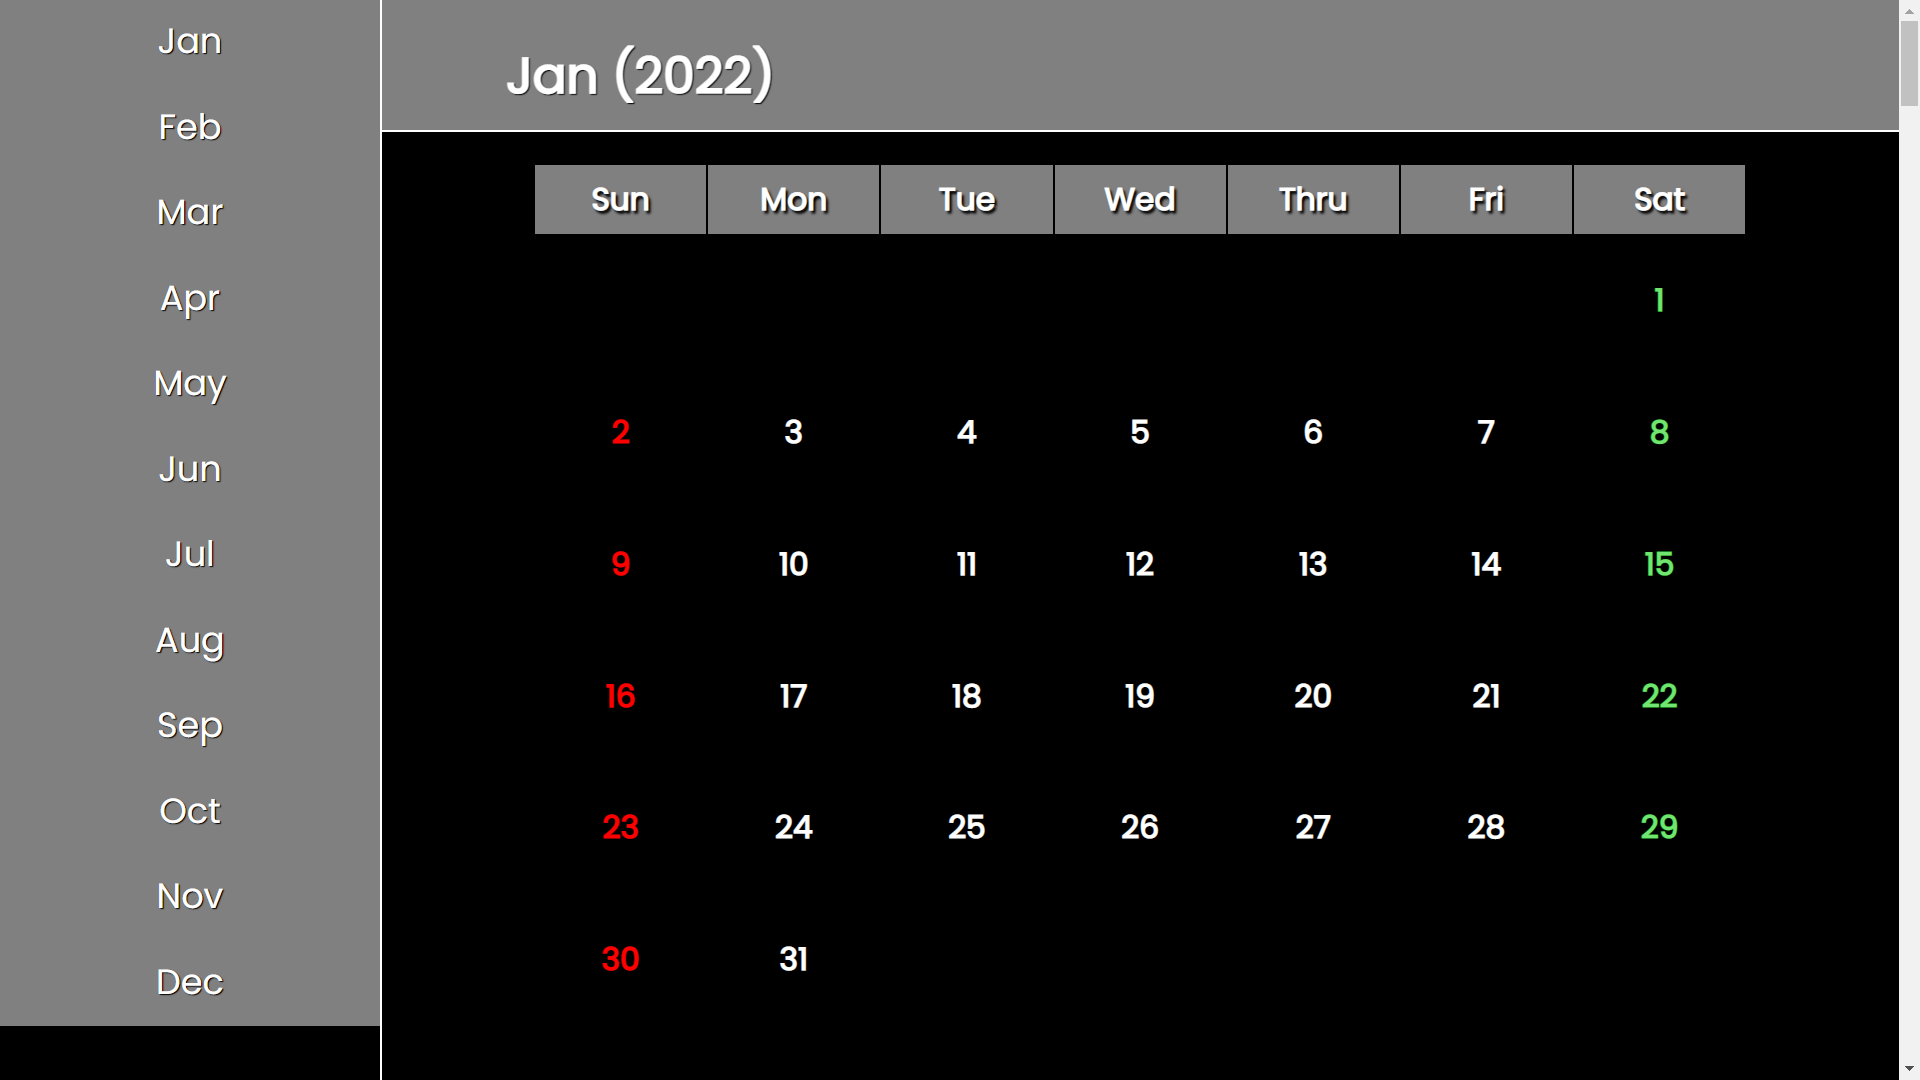 Jan
Feb
Mar
Apr
May
Jun
Jul
Aug
Sep
Oct
Nov
Dec
Jan (2022)
Sun Mon Tue Wed Thru Fri Sat
1
2 3 4 5 6 7 8
9 10 11 12 13 14 15
16 17 18 19 20 21 22
23 24 25 26 27 28 29
30 31